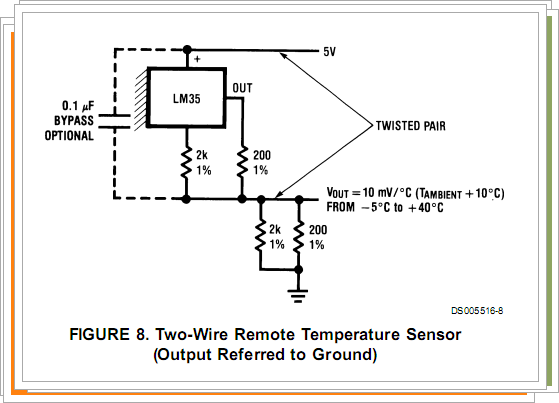 5V
+
OUT
LM35
0.1 µF
BYPASS
OPTIONAL
TWISTED PAIR
2k
1%
200
1%
VOUT = 10 mV/°C (TAMBIENT + 10°C)
FROM − 5°C to + 40°C
2k
1%
200
1%
DS005516-8
FIGURE 8. Two-Wire Remote Temperature Sensor
(Output Referred to Ground)